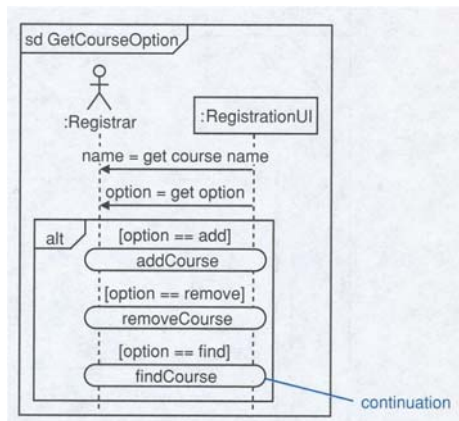 sd GetCourseOption
:Registrar
:RegistrationUI
name = get course name
option = get option
alt
[option == add]
addCourse
[option == remove]
removeCourse
[option == find]
findCourse
continuation